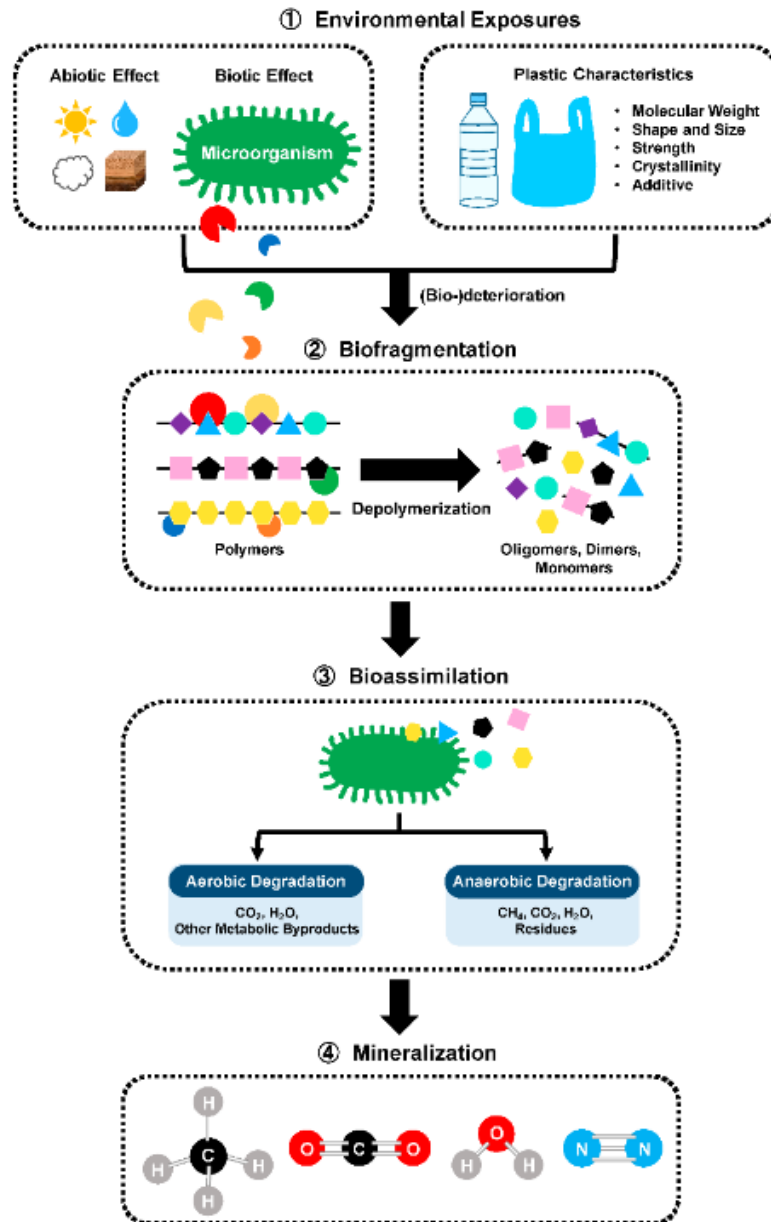 ① Environmental Exposures
Abiotic Effect
Biotic Effect
Microorganism
Plastic Characteristics
• Molecular Weight
• Shape and Size
• Strength
• Crystallinity
• Additive
(Bio-)deterioration
② Biofragmentation
Depolymerization
Polymers
Oligomers, Dimers,
Monomers
③ Bioassimilation
Aerobic Degradation
CO₂, H₂O,
Other Metabolic Byproducts
Anaerobic Degradation
CH₄, CO₂, H₂O,
Residues
④ Mineralization
H
H C H
H
O C O
O
H H
N N